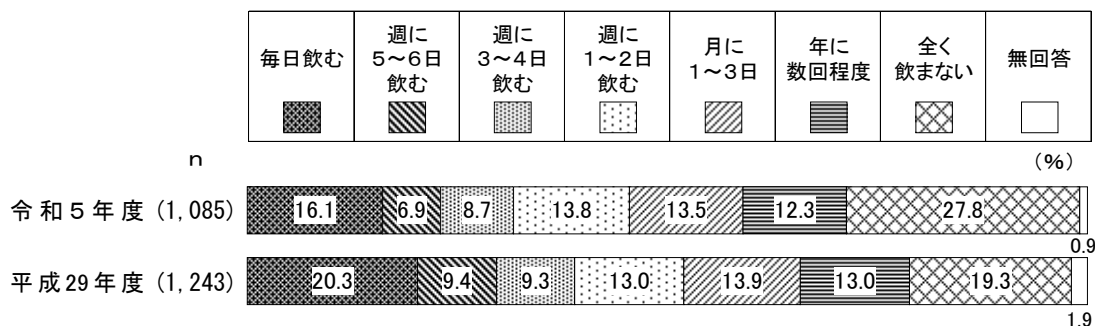 毎日飲む
週に
5～6日
飲む
週に
3～4日
飲む
週に
1～2日
飲む
月に
1～3日
年に
数回程度
全く
飲まない
無回答
n
(%)
令和5年度 (1,085) 16.1 6.9 8.7 13.8 13.5 12.3 27.8
0.9
平成29年度 (1,243) 20.3 9.4 9.3 13.0 13.9 13.0 19.3
1.9